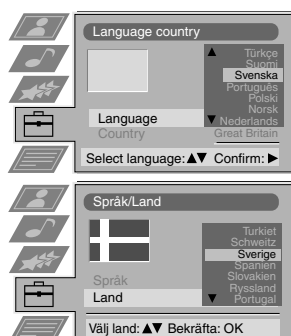 Language country
▲ Türkçe
Suomi
Svenska
Português
Polski
Norsk
▼ Nederlands
Language
Country
Great Britain
Select language:▲▼ Confirm:▶
Språk/Land
Turkiet
Schweitz
Sverige
Spanien
Slovakien
Ryssland
▼ Portugal
Språk
Land
Välj land:▲▼ Bekräfta: OK